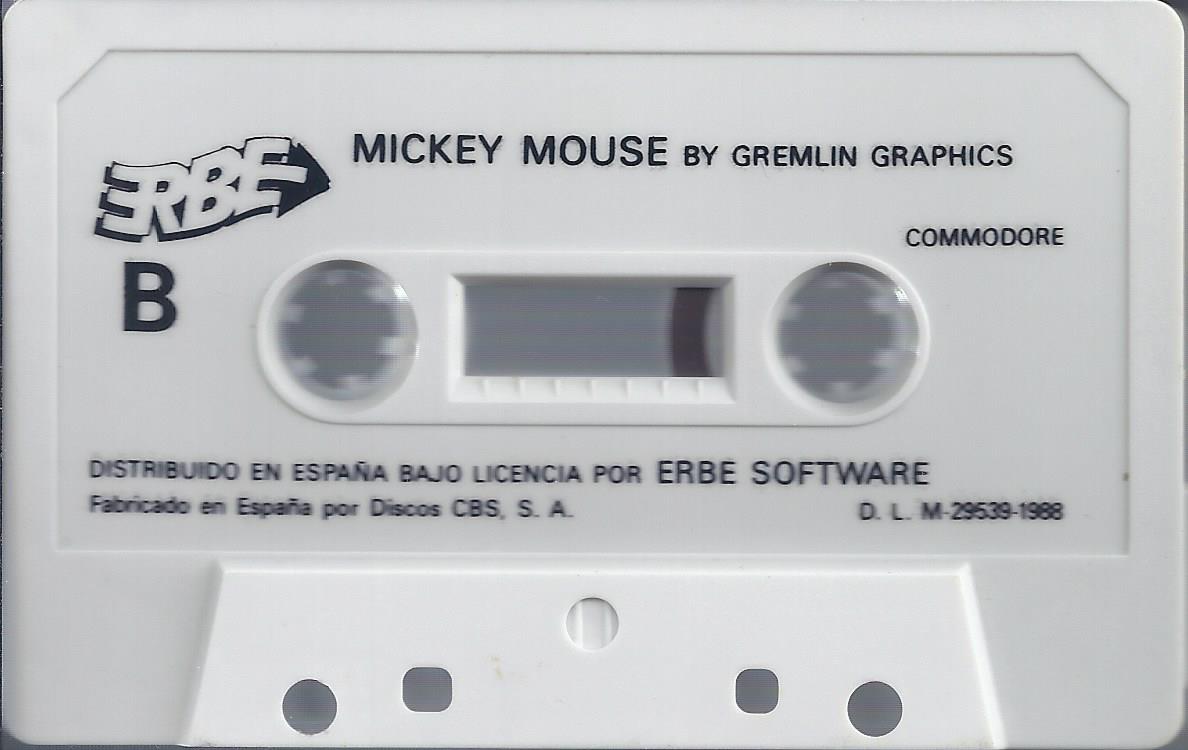 ERBE
MICKEY MOUSE BY GREMLIN GRAPHICS
COMMODORE
B
DISTRIBUIDO EN ESPAÑA BAJO LICENCIA POR ERBE SOFTWARE
Fabricado en España por Discos CBS, S. A.
D. L. M-29539-1988